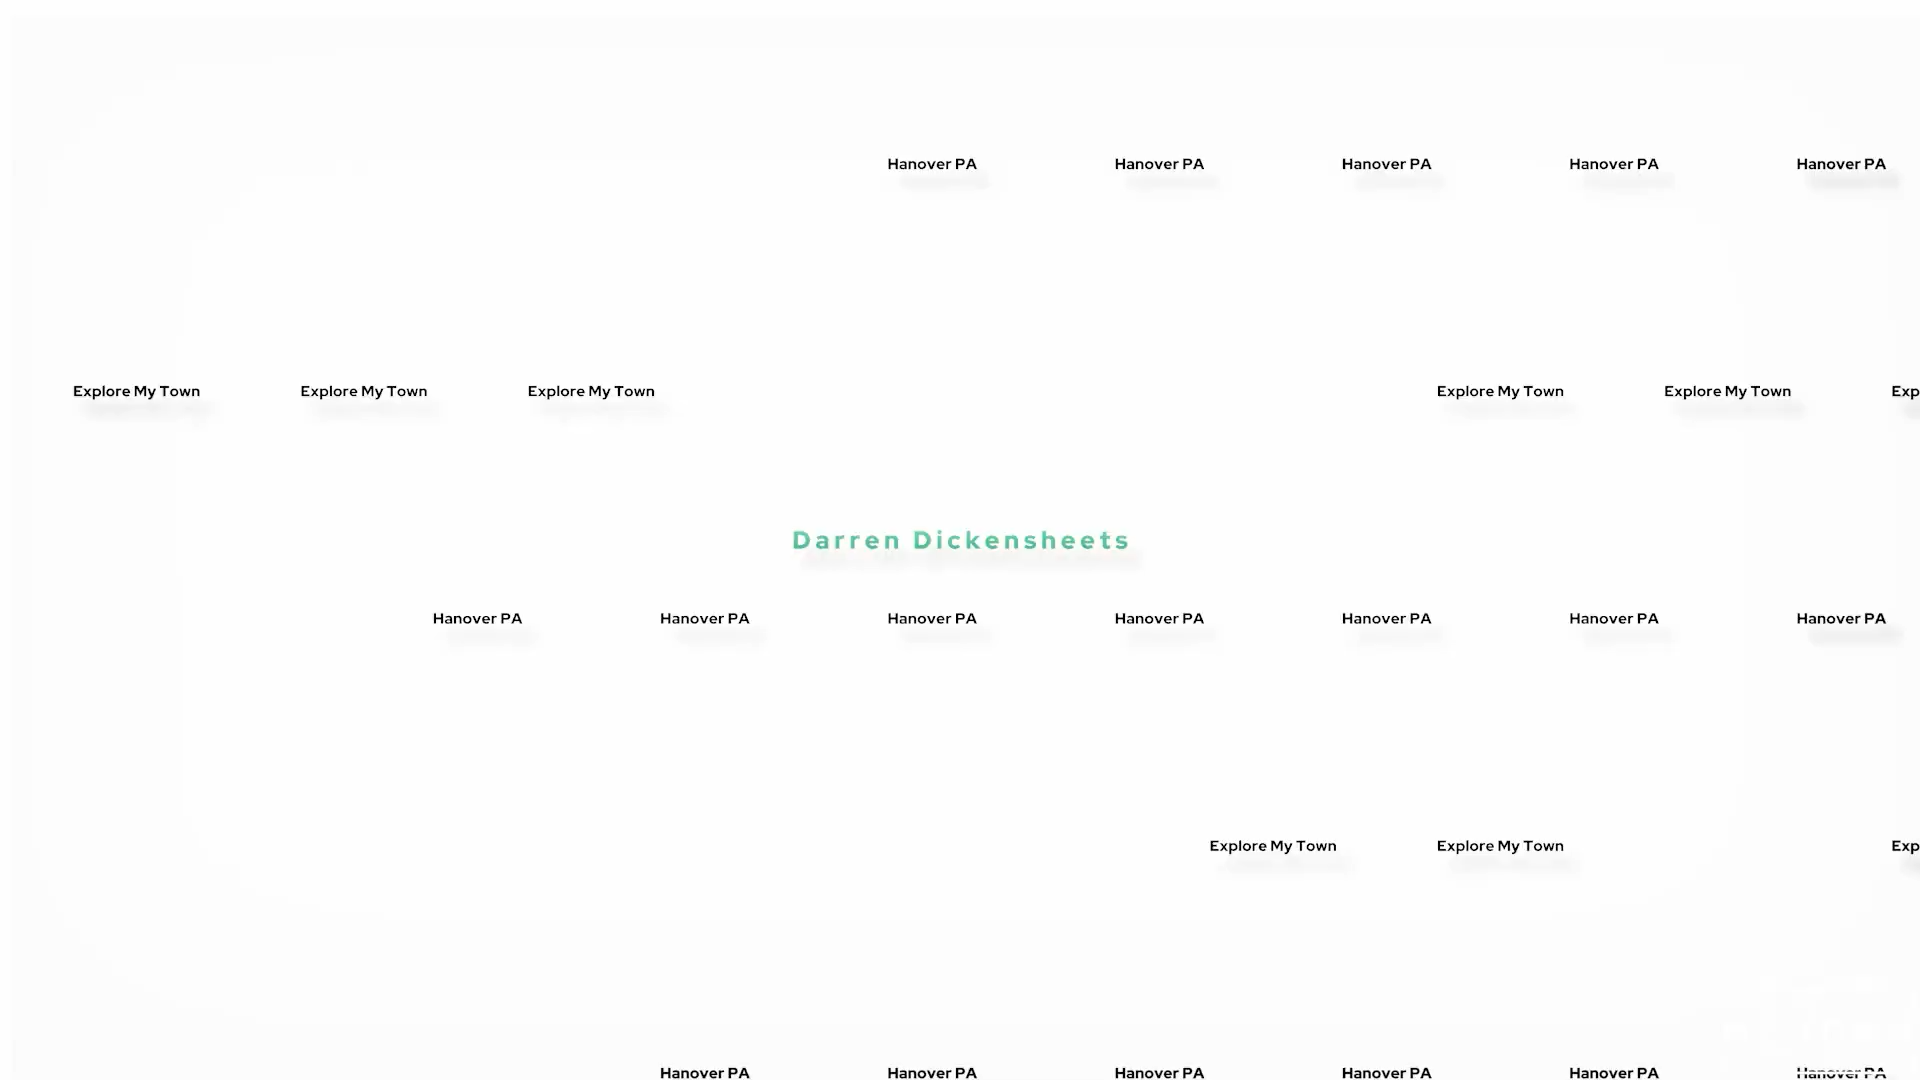 Hanover PA Hanover PA Hanover PA Hanover PA Hanover PA
Explore My Town Explore My Town Explore My Town Explore My Town Explore My Town Exp
Darren Dickensheets
Hanover PA Hanover PA Hanover PA Hanover PA Hanover PA Hanover PA Hanover PA
Explore My Town Explore My Town Exp
Hanover PA Hanover PA Hanover PA Hanover PA Hanover PA Hanover PA